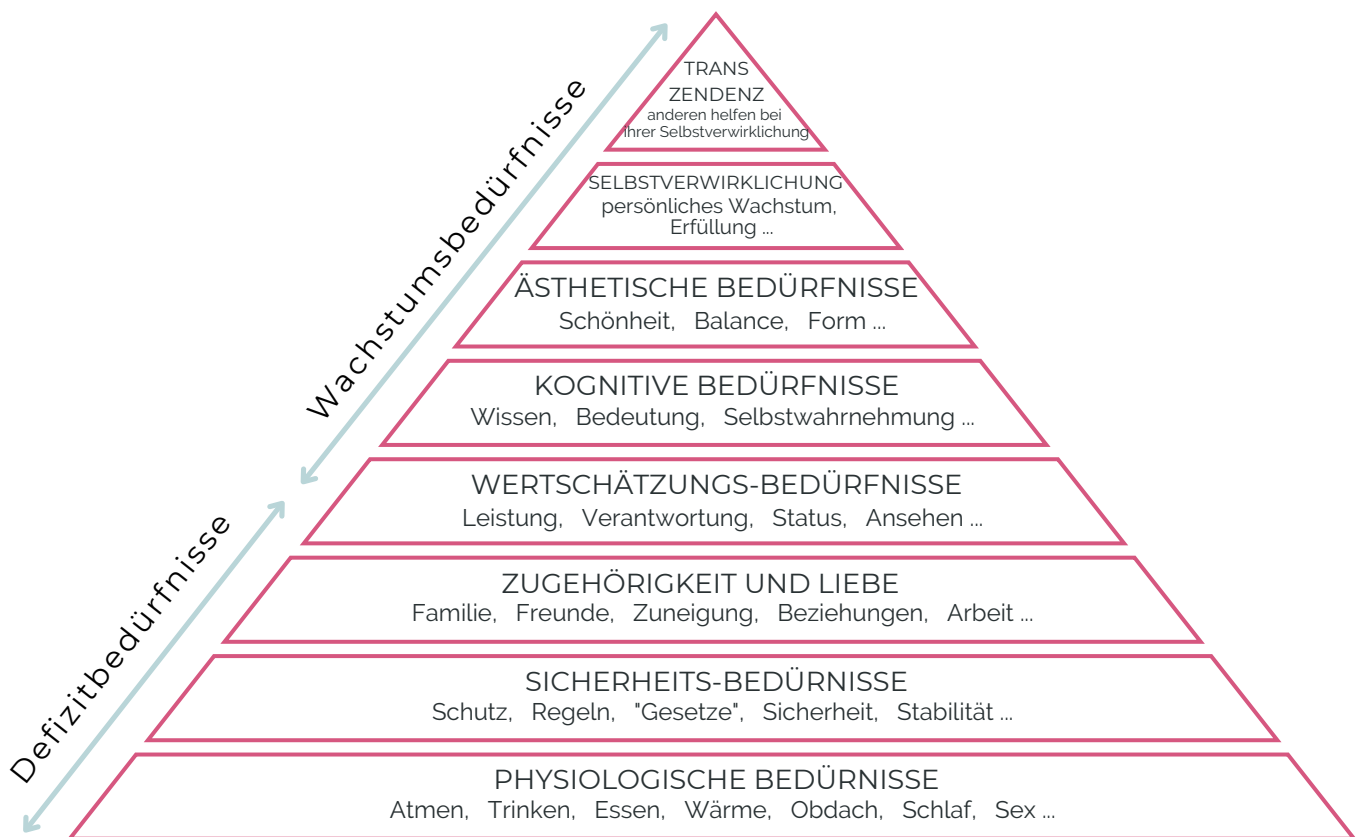 TRANS
ZENDENZ
anderen helfen bei
ihrer Selbstverwirklichung
SELBSTVERWIRKLICHUNG
persönliches Wachstum,
Erfüllung ...
ÄSTHETISCHE BEDÜRFNISSE
Schönheit, Balance, Form ...
KOGNITIVE BEDÜRFNISSE
Wissen, Bedeutung, Selbstwahrnehmung ...
WERTSCHÄTZUNGS-BEDÜRFNISSE
Leistung, Verantwortung, Status, Ansehen ...
ZUGEHÖRIGKEIT UND LIEBE
Familie, Freunde, Zuneigung, Beziehungen, Arbeit ...
SICHERHEITS-BEDÜRNISSE
Schutz, Regeln, "Gesetze", Sicherheit, Stabilität ...
PHYSIOLOGISCHE BEDÜRNISSE
Atmen, Trinken, Essen, Wärme, Obdach, Schlaf, Sex ...
Wachstumsbedürfnisse
Defizitbedürfnisse